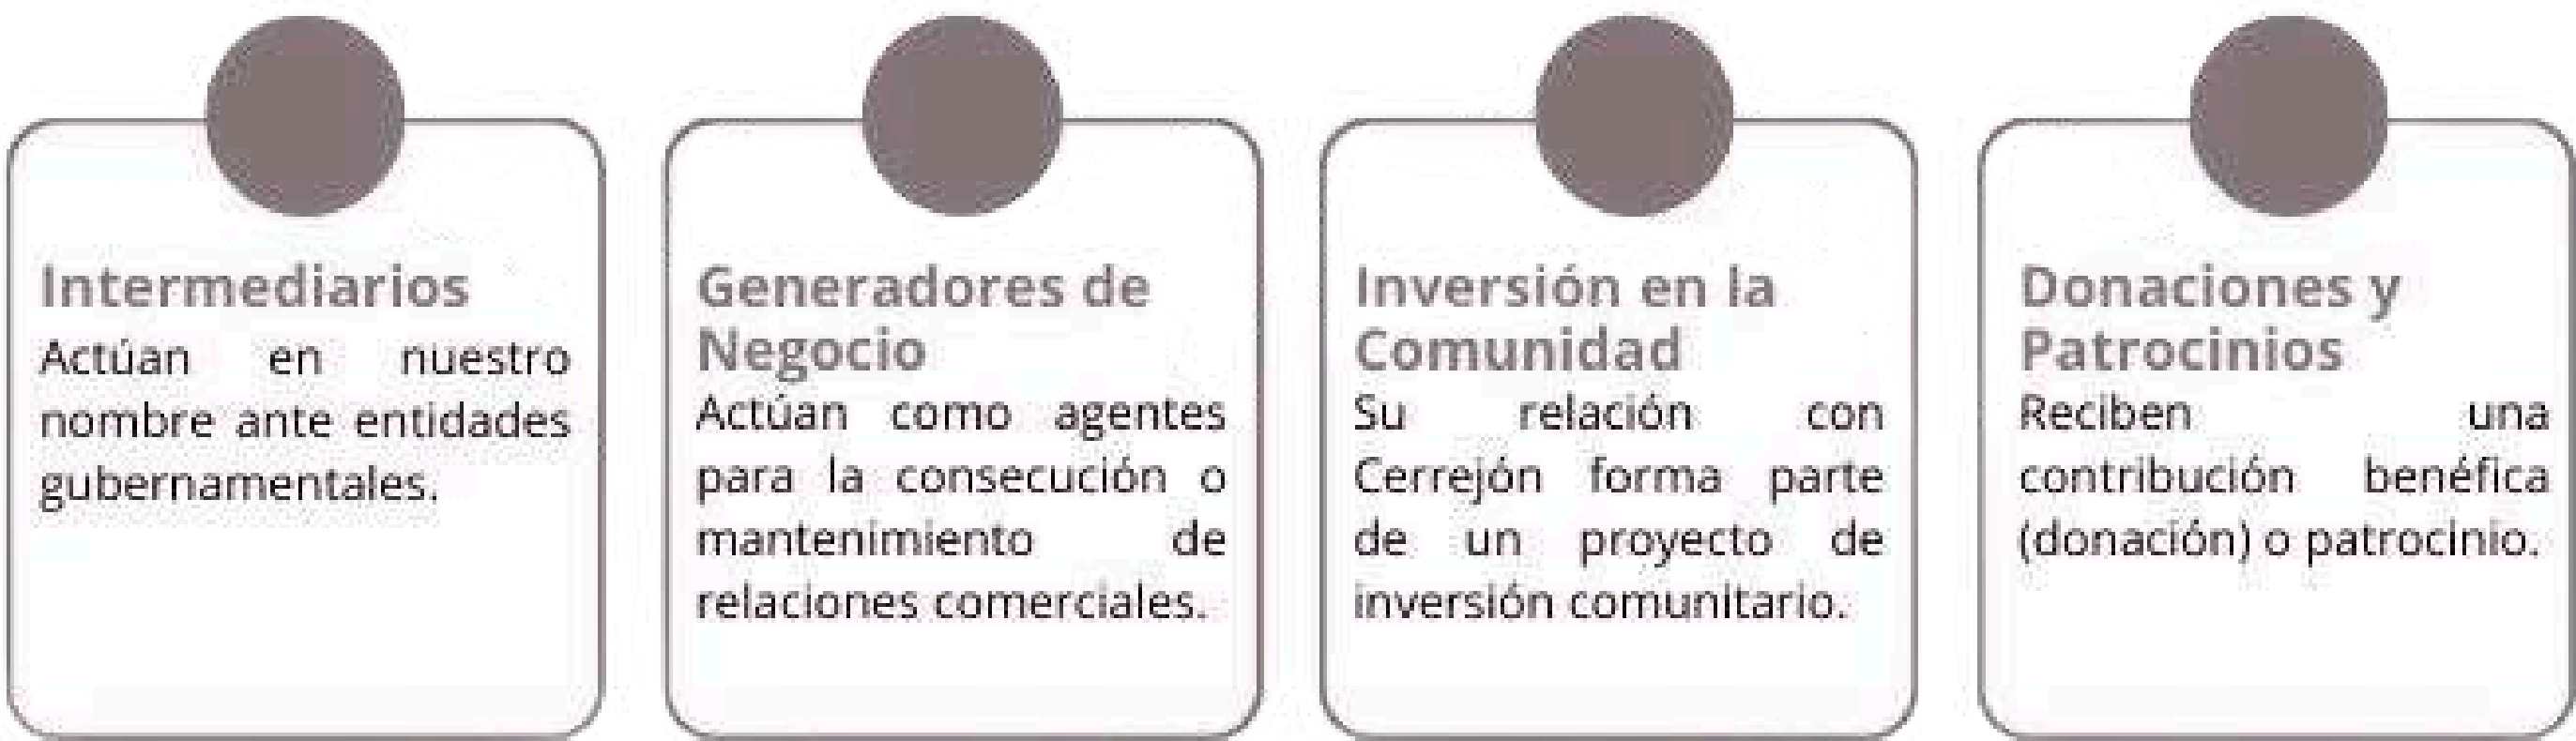 Intermediarios
Actúan en nuestro
nombre ante entidades
gubernamentales.
Generadores de
Negocio
Actúan como agentes
para la consecución o
mantenimiento de
relaciones comerciales.
Inversión en la
Comunidad
Su relación con
Cerrejón forma parte
de un proyecto de
inversión comunitario.
Donaciones y
Patrocinios
Reciben una
contribución benéfica
(donación) o patrocinio.